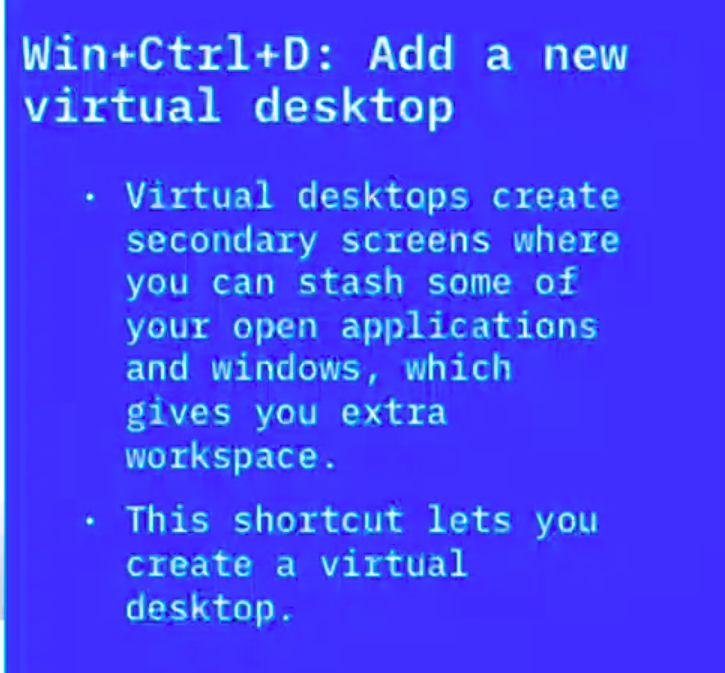 Win+Ctrl+D: Add a new
virtual desktop
· Virtual desktops create
secondary screens where
you can stash some of
your open applications
and windows, which
gives you extra
workspace.
· This shortcut lets you
create a virtual
desktop.